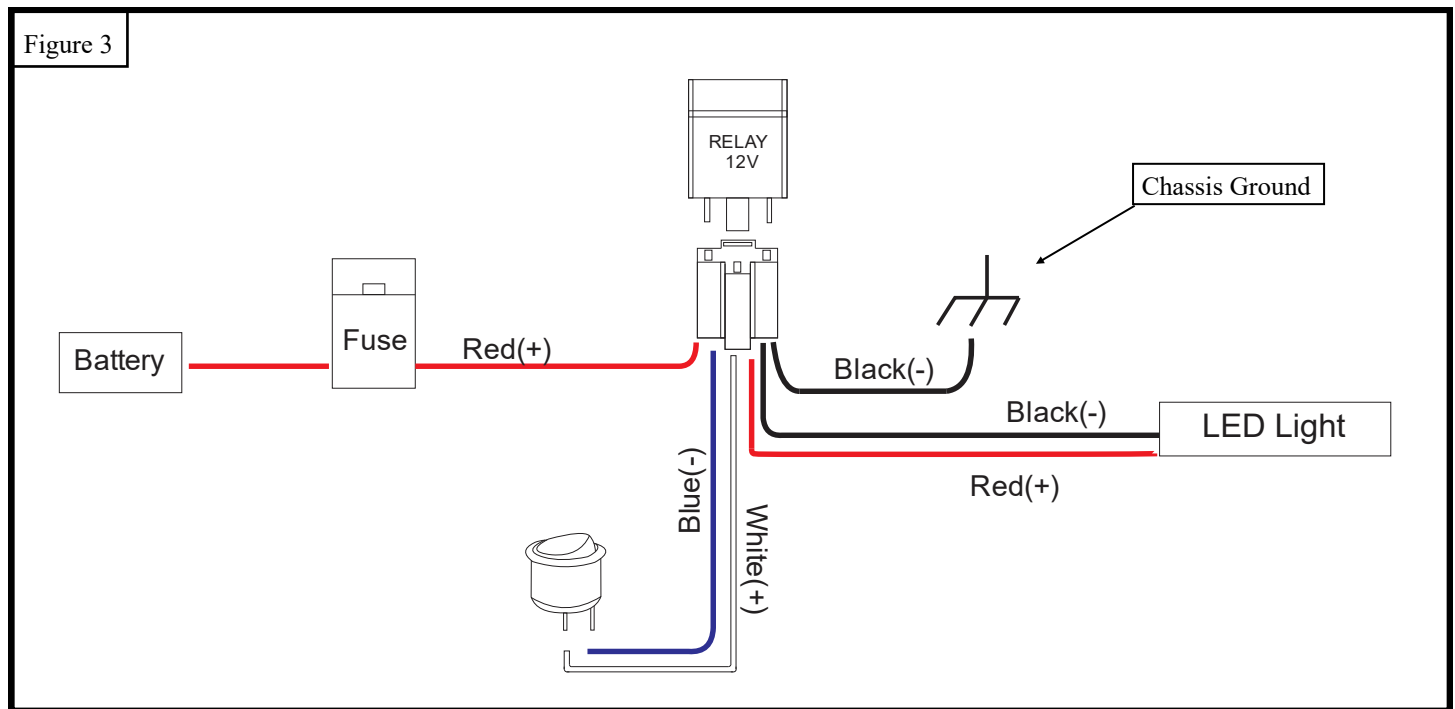 Figure 3
RELAY
12V
Chassis Ground
Battery
Fuse
Red(+)
Black(-)
Black(-)
LED Light
Red(+)
Blue(-)
White(+)